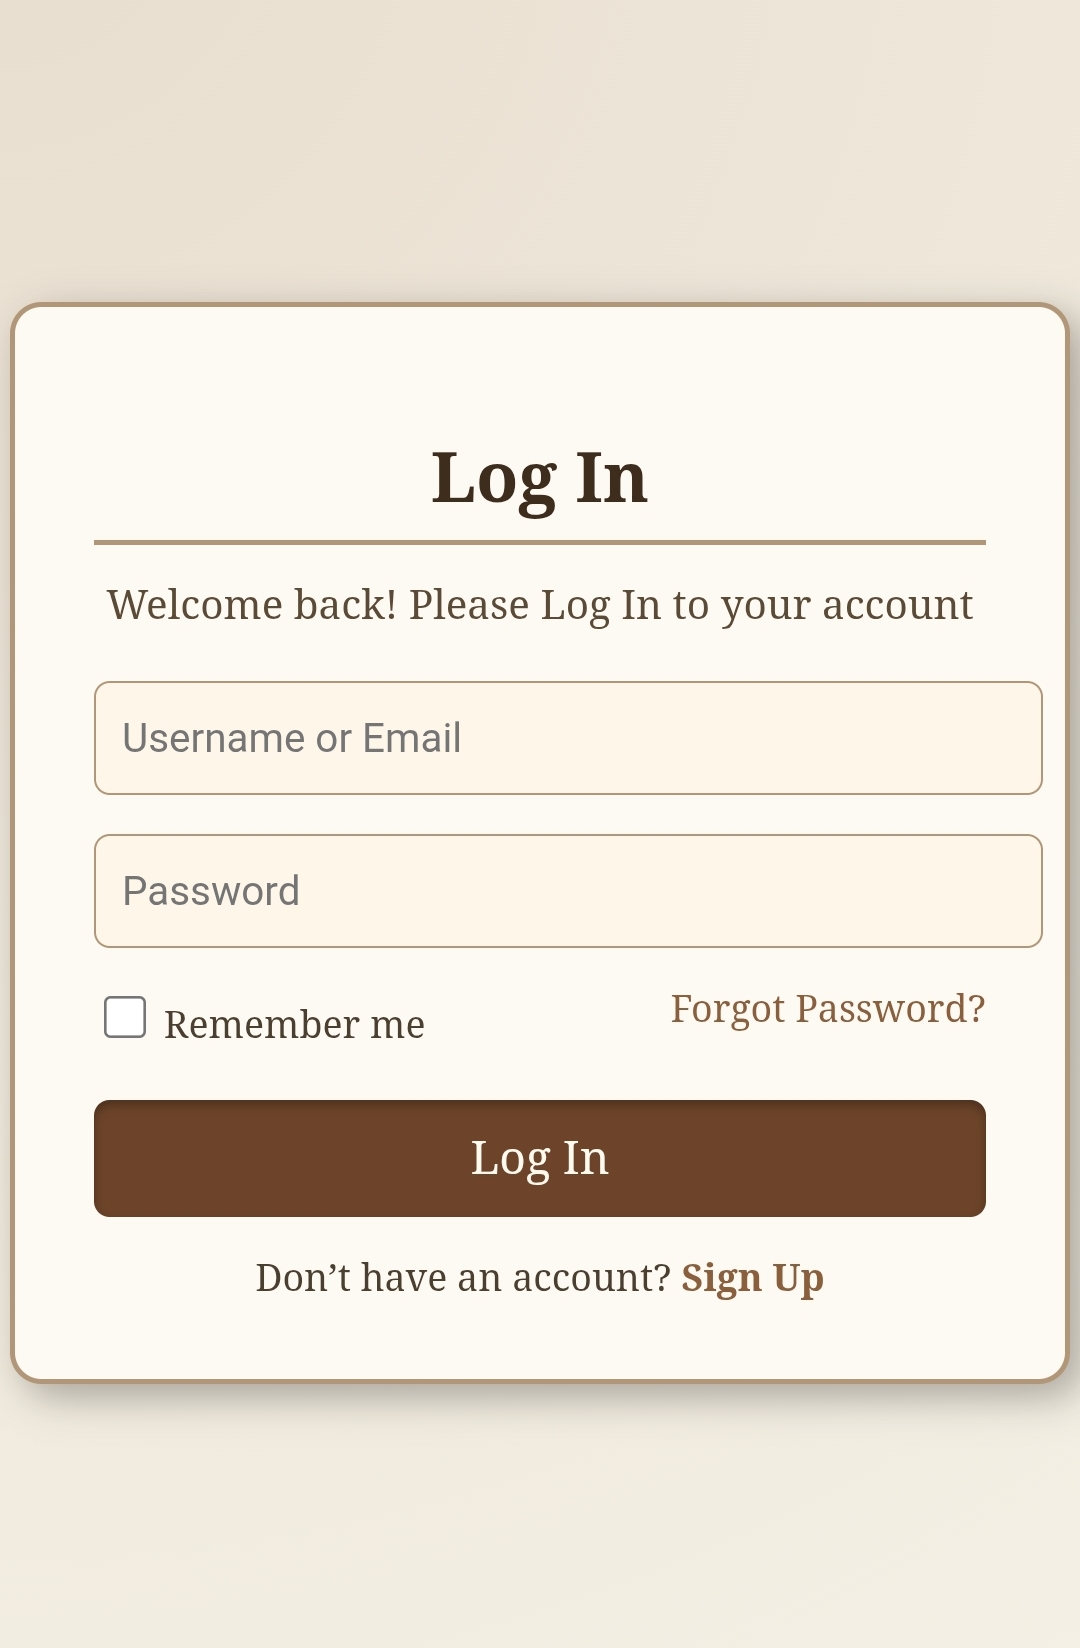 Log In
Welcome back! Please Log In to your account
Username or Email
Password
Remember me
Forgot Password?
Log In
Don’t have an account? Sign Up